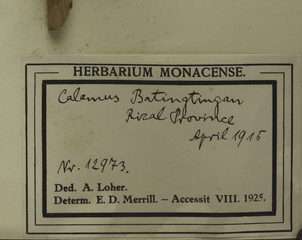 HERBARIUM MONACENSE.
Calamus Batingtingan
Rizal Province
April 1915
Nr. 12973.
Ded. A. Loher.
Determ. E. D. Merrill. – Accessit VIII. 1925.